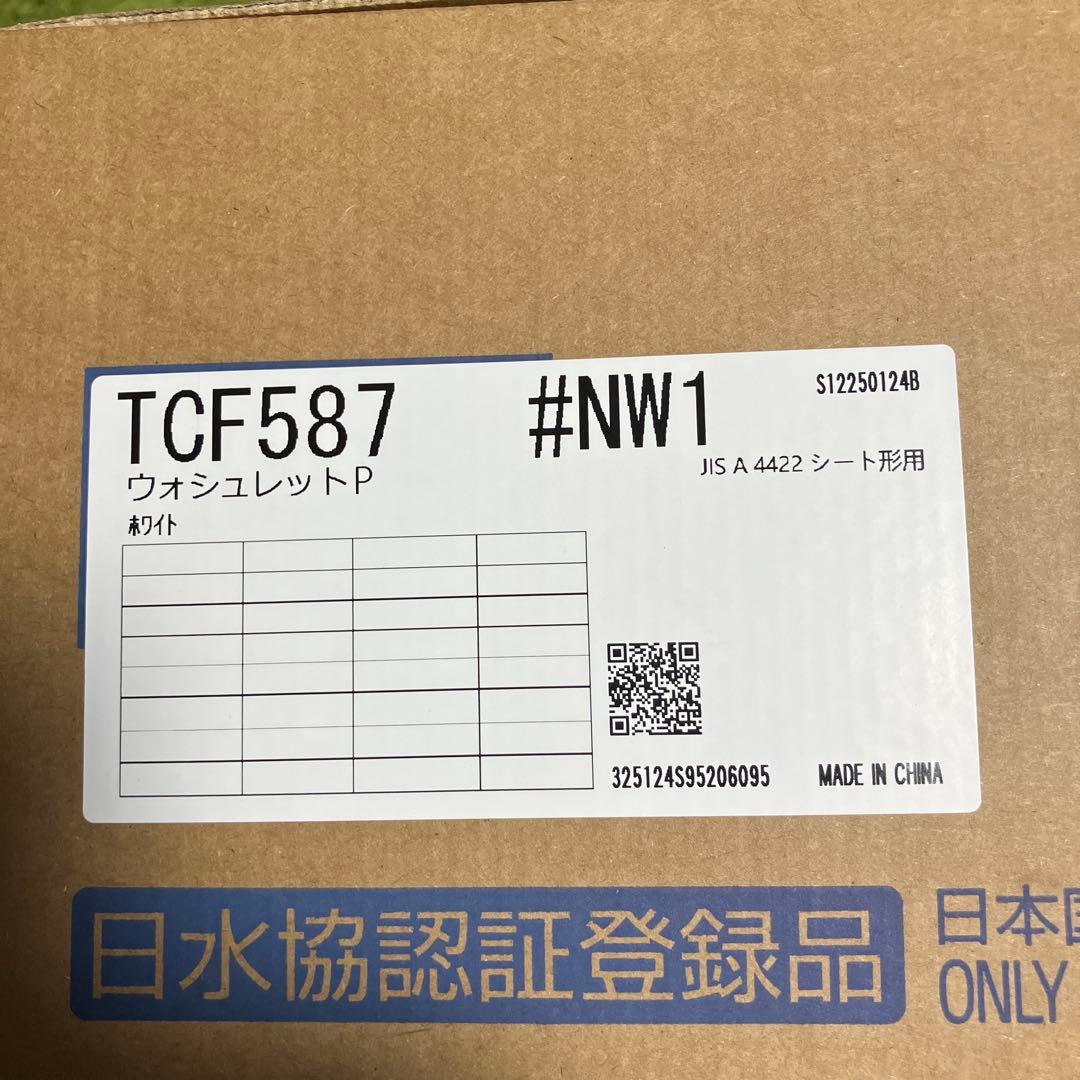 TCF587 #NW1 S12250124B
ウォシュレットP JIS A 4422 シート形用
ホワイト
325124S95206095 MADE IN CHINA
日水協認証登録品
日本国
ONLY